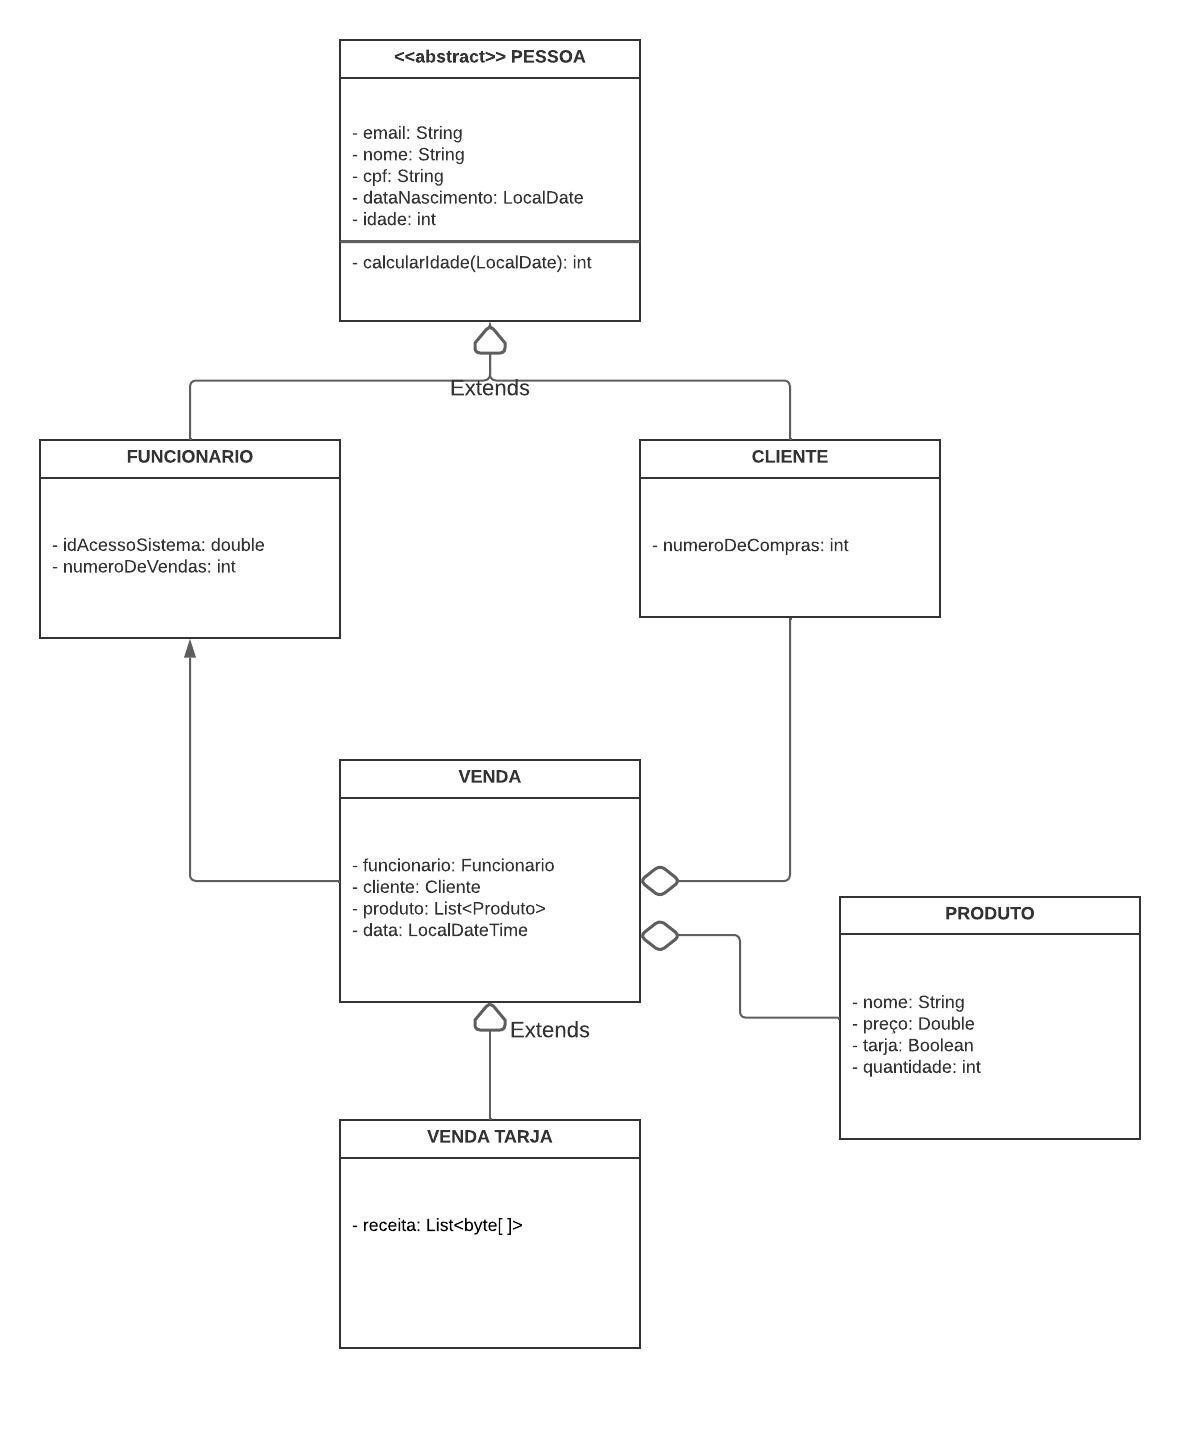 <<abstract>> PESSOA
- email: String
- nome: String
- cpf: String
- dataNascimento: LocalDate
- idade: int
- calcularIdade(LocalDate): int
Extends
FUNCIONARIO
- idAcessoSistema: double
- numeroDeVendas: int
CLIENTE
- numeroDeCompras: int
VENDA
- funcionario: Funcionario
- cliente: Cliente
- produto: List<Produto>
- data: LocalDateTime
PRODUTO
- nome: String
- preço: Double
- tarja: Boolean
- quantidade: int
Extends
VENDA TARJA
- receita: List<byte[ ]>